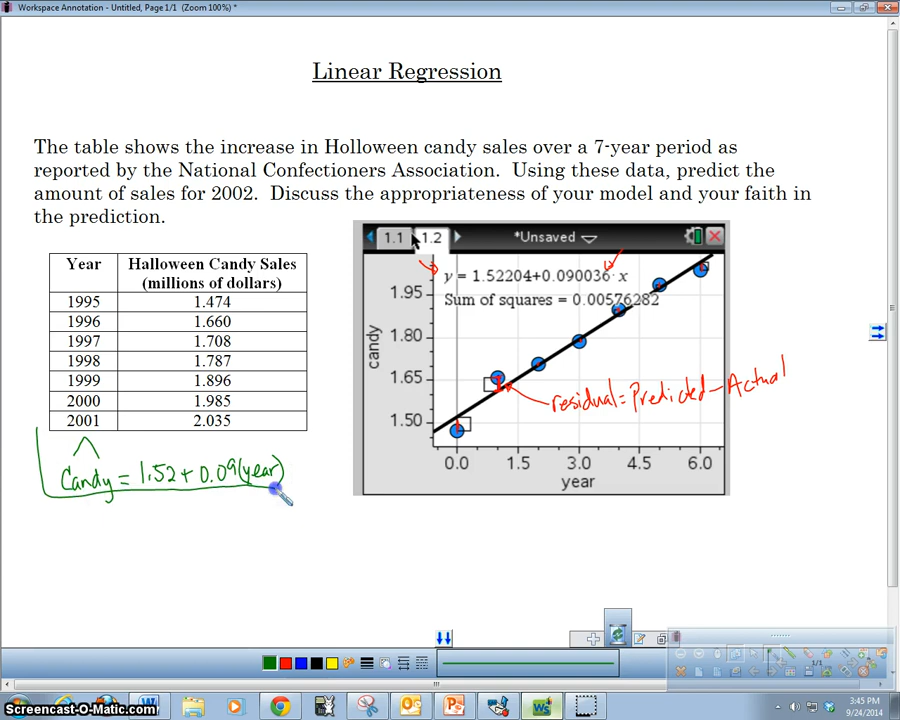 Workspace Annotation - Untitled, Page 1/1 (Zoom 100%) *
Linear Regression
The table shows the increase in Holloween candy sales over a 7-year period as
reported by the National Confectioners Association. Using these data, predict the
amount of sales for 2002. Discuss the appropriateness of your model and your faith in
the prediction.
Year Halloween Candy Sales
(millions of dollars)
1995 1.474
1996 1.660
1997 1.708
1998 1.787
1999 1.896
2000 1.985
2001 2.035
Candy = 1.52 + 0.09(year)
1.1 1.2 *Unsaved
y = 1.52204+0.090036· x
Sum of squares = 0.00576282
1.95
1.80
1.65
1.50
candy
0.0 1.5 3.0 4.5 6.0
year
residual = Predicted - Actual
1/1
Screencast-O-Matic.com
3:45 PM
9/24/2014